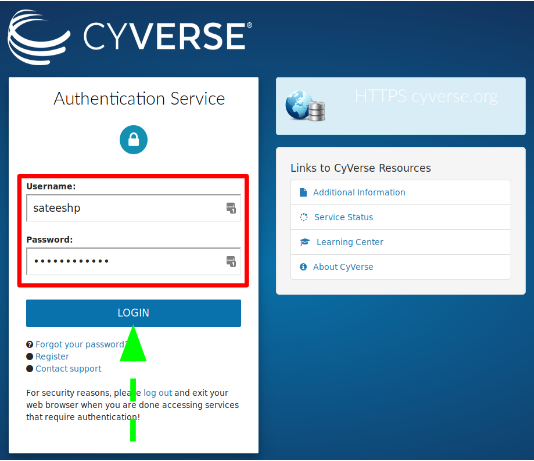 CYVERSE®
Authentication Service
Username:
sateeshp
Password:
••••••••••••
LOGIN
Forgot your password?
Register
Contact support
For security reasons, please log out and exit your
web browser when you are done accessing services
that require authentication!
HTTPS cyverse.org
Links to CyVerse Resources
Additional Information
Service Status
Learning Center
About CyVerse